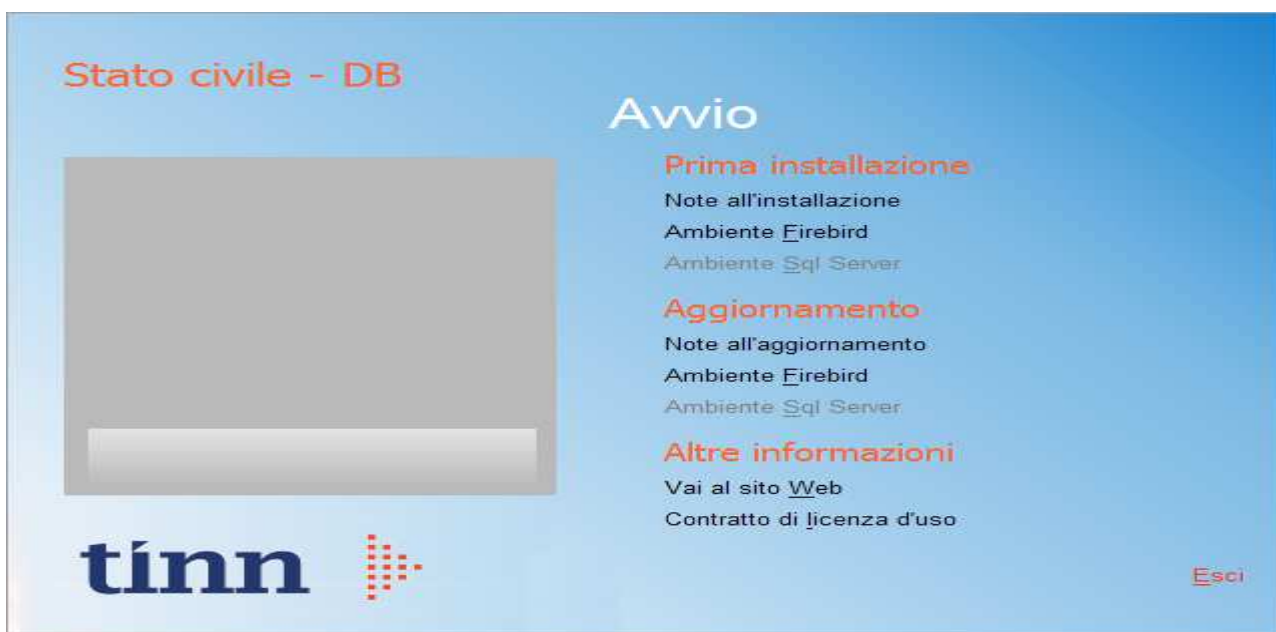 Stato civile - DB
Avvio
Prima installazione
Note all'installazione
Ambiente Firebird
Ambiente Sql Server
Aggiornamento
Note all'aggiornamento
Ambiente Firebird
Ambiente Sql Server
Altre informazioni
Vai al sito Web
Contratto di licenza d'uso
tinn
Esci